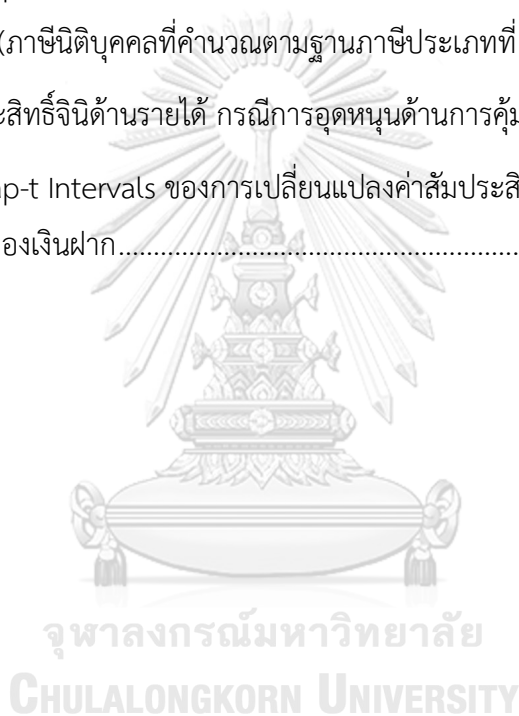 (ภาษีนิติบุคคลที่คำนวณตามฐานภาษีประเภทที่
ะสิทธิ์จินิด้านรายได้ กรณีการอุดหนุนด้านการคุ้ม
ap-t Intervals ของการเปลี่ยนแปลงค่าสัมประสิ
องเงินฝาก
จุฬาลงกรณ์มหาวิทยาลัย
CHULALONGKORN UNIVERSITY